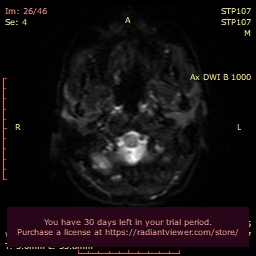 Im: 26/46
STP107
Se: 4
STP107
A
M
Ax DWI B 1000
R
L
You have 30 days left in your trial period.
Purchase a license at https://radiantviewer.com/store/